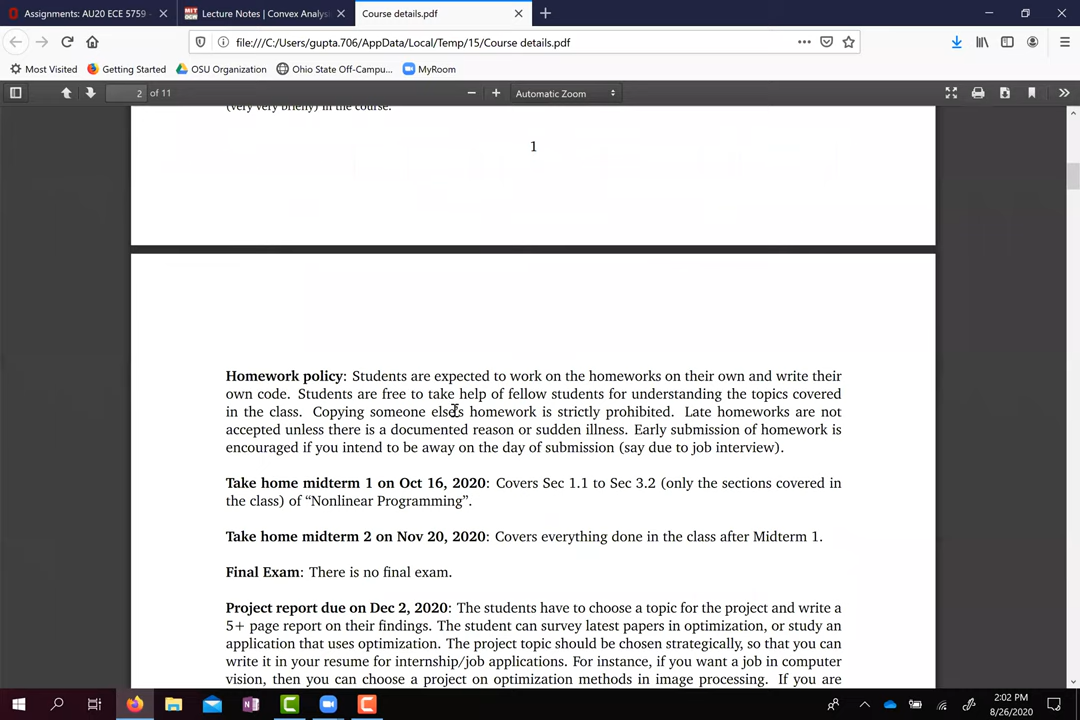 Assignments: AU20 ECE 5759
Lecture Notes | Convex Analysi
Course details.pdf
file:///C:/Users/gupta.706/AppData/Local/Temp/15/Course details.pdf
Most Visited
Getting Started
OSU Organization
Ohio State Off-Campu...
MyRoom
2 of 11
Automatic Zoom
(very very briefly) in the course.
1
Homework policy: Students are expected to work on the homeworks on their own and write their
own code. Students are free to take help of fellow students for understanding the topics covered
in the class. Copying someone elses homework is strictly prohibited. Late homeworks are not
accepted unless there is a documented reason or sudden illness. Early submission of homework is
encouraged if you intend to be away on the day of submission (say due to job interview).
Take home midterm 1 on Oct 16, 2020: Covers Sec 1.1 to Sec 3.2 (only the sections covered in
the class) of “Nonlinear Programming”.
Take home midterm 2 on Nov 20, 2020: Covers everything done in the class after Midterm 1.
Final Exam: There is no final exam.
Project report due on Dec 2, 2020: The students have to choose a topic for the project and write a
5+ page report on their findings. The student can survey latest papers in optimization, or study an
application that uses optimization. The project topic should be chosen strategically, so that you can
write it in your resume for internship/job applications. For instance, if you want a job in computer
vision, then you can choose a project on optimization methods in image processing. If you are
2:02 PM
8/26/2020